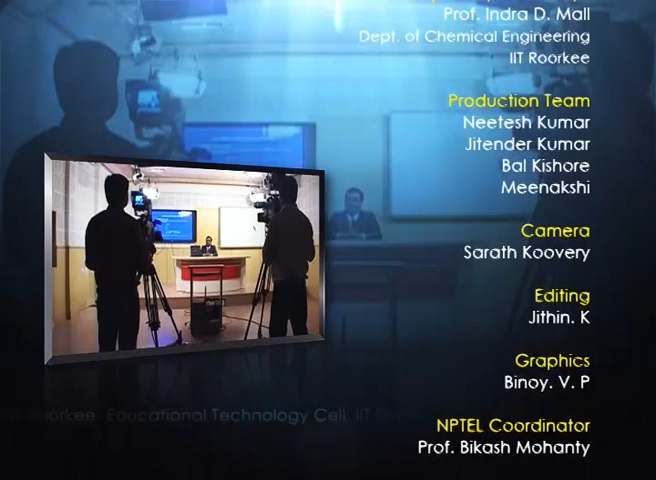 Prof. Indra D. Mall
Dept. of Chemical Engineering
IIT Roorkee
Production Team
Neetesh Kumar
Jitender Kumar
Bal Kishore
Meenakshi
Camera
Sarath Koovery
Editing
Jithin. K
Graphics
Binoy. V. P
Roorkee Educational Technology Cell, IIT
NPTEL Coordinator
Prof. Bikash Mohanty